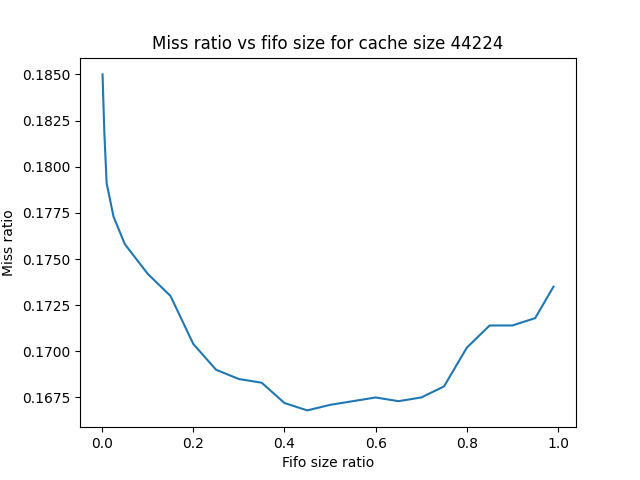 Miss ratio vs fifo size for cache size 44224
0.1850
0.1825
0.1800
0.1775
0.1750
0.1725
0.1700
0.1675
Miss ratio
0.0 0.2 0.4 0.6 0.8 1.0
Fifo size ratio